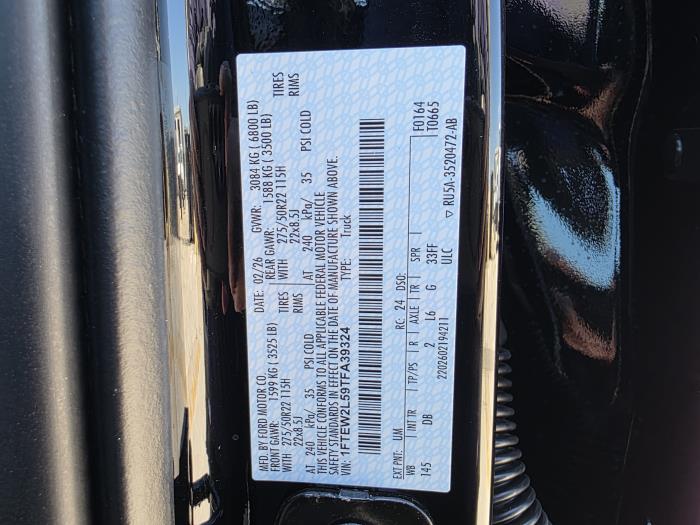 MFD. BY FORD MOTOR CO. DATE: 02/26 GVWR: 3084 KG ( 6800 LB)
FRONT GAWR: 1599 KG ( 3525 LB) REAR GAWR: 1588 KG ( 3500 LB)
WITH 275/50R22 115H TIRES WITH 275/50R22 115H TIRES
22x8.5J RIMS 22x8.5J RIMS
AT 240 kPa/ 35 PSI COLD AT 240 kPa/ 35 PSI COLD
THIS VEHICLE CONFORMS TO ALL APPLICABLE FEDERAL MOTOR VEHICLE
SAFETY STANDARDS IN EFFECT ON THE DATE OF MANUFACTURE SHOWN ABOVE.
VIN: 1FTEW2L59TFA39324 TYPE: Truck
EXT PNT: UM RC: 24 DSO: F0164
WB INT TR TP/PS R AXLE TR SPR T0665
145 DB 2 L6 G 33FF
2202602194211 ULC ▽ RU5A-3520472-AB